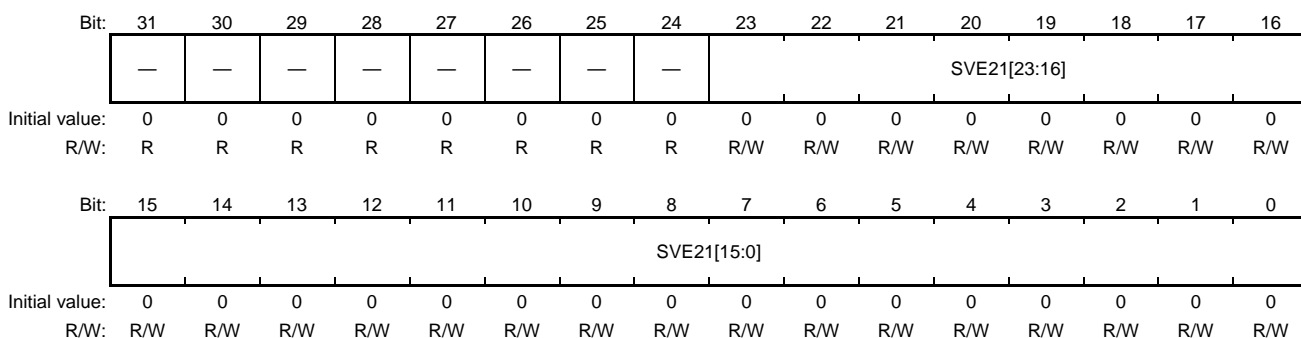 Bit: 31 30 29 28 27 26 25 24 23 22 21 20 19 18 17 16
— — — — — — — — SVE21[23:16]
Initial value: 0 0 0 0 0 0 0 0 0 0 0 0 0 0 0 0
R/W: R R R R R R R R R/W R/W R/W R/W R/W R/W R/W R/W
Bit: 15 14 13 12 11 10 9 8 7 6 5 4 3 2 1 0
SVE21[15:0]
Initial value: 0 0 0 0 0 0 0 0 0 0 0 0 0 0 0 0
R/W: R/W R/W R/W R/W R/W R/W R/W R/W R/W R/W R/W R/W R/W R/W R/W R/W